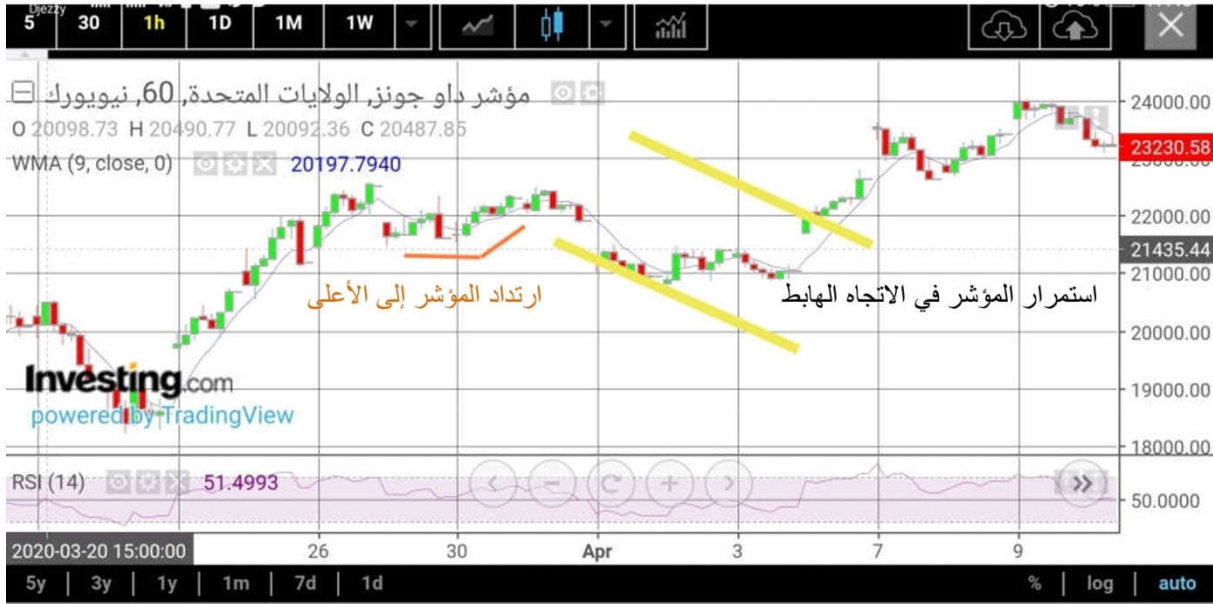 Djezzy
5 30 1h 1D 1M 1W
مؤشر داو جونز, الولايات المتحدة, 60, نيويورك
O 20098.73 H 20490.77 L 20092.36 C 20487.85
WMA (9, close, 0) 20197.7940
24000.00
23230.58
23000.00
22000.00
21435.44
21000.00
20000.00
19000.00
18000.00
ارتداد المؤشر إلى الأعلى
استمرار المؤشر في الاتجاه الهابط
Investing.com
powered by TradingView
RSI (14) 51.4993
50.0000
2020-03-20 15:00:00 26 30 Apr 3 7 9
5y 3y 1y 1m 7d 1d % log auto